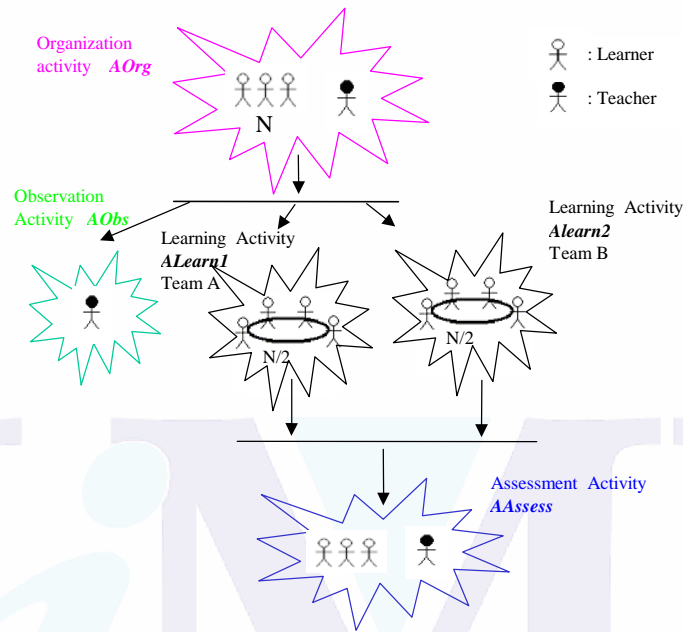 Organization
activity AOrg
: Learner
: Teacher
N
Observation
Activity AObs
Learning Activity
ALearn1
Team A
Learning Activity
Alearn2
Team B
N/2
N/2
Assessment Activity
AAssess